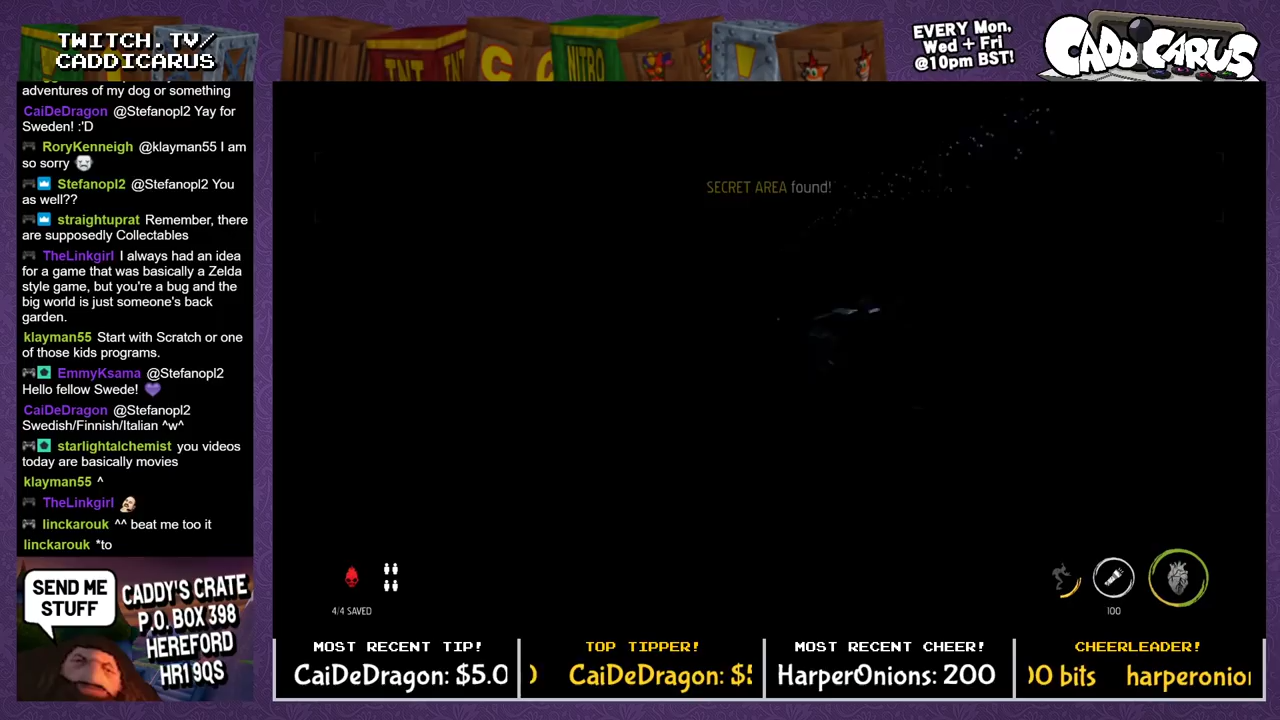 TWITCH.TV/
CADDICARUS
EVERY Mon,
Wed + Fri
@10pm BST!
CADDICARUS
TNT
TNT
C
C
NITRO
adventures of my dog or something
CaiDeDragon @Stefanopl2 Yay for
Sweden! :'D
RoryKenneigh @klayman55 I am
so sorry
Stefanopl2 @Stefanopl2 You
as well??
straightuprat Remember, there
are supposedly Collectables
TheLinkgirl I always had an idea
for a game that was basically a Zelda
style game, but you're a bug and the
big world is just someone's back
garden.
klayman55 Start with Scratch or one
of those kids programs.
EmmyKsama @Stefanopl2
Hello fellow Swede!
CaiDeDragon @Stefanopl2
Swedish/Finnish/Italian ^w^
starlightalchemist you videos
today are basically movies
klayman55 ^
TheLinkgirl
linckarouk ^^ beat me too it
linckarouk *to
SECRET AREA found!
4/4 SAVED
100
SEND ME
STUFF
CADDY'S CRATE
P.O. BOX 398
HEREFORD
HR1 9QS
MOST RECENT TIP!
CaiDeDragon: $5.0
TOP TIPPER!
CaiDeDragon: $5
MOST RECENT CHEER!
HarperOnions: 200
CHEERLEADER!
00 bits harperonion